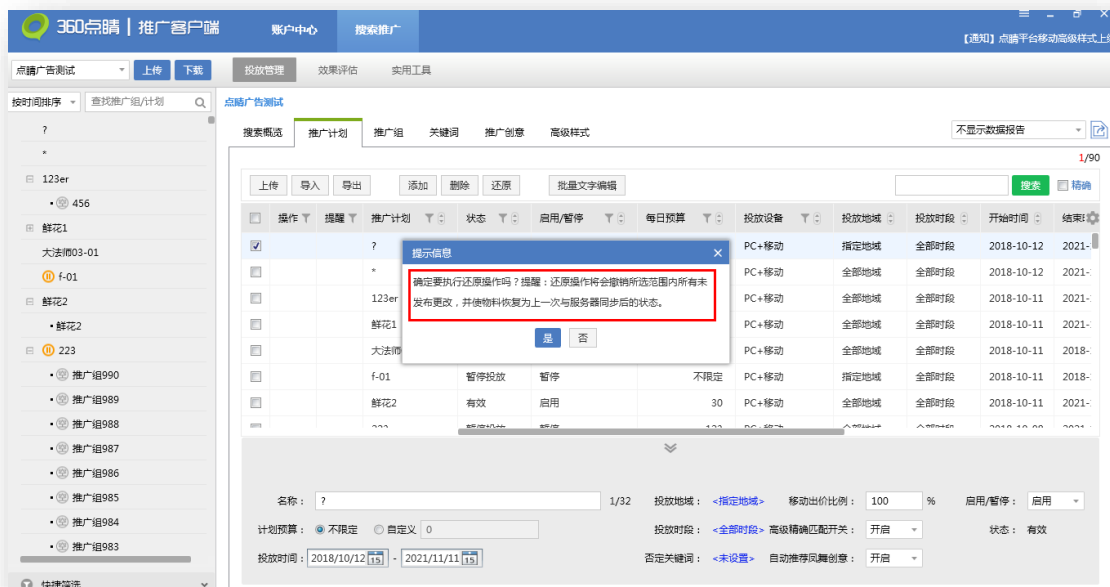 360点睛 | 推广客户端
账户中心 搜索推广
【通知】点睛平台移动高级样式上线
点睛广告测试 上传 下载 投放管理 效果评估 实用工具
按时间排序 查找推广组/计划 点睛广告测试
?
*
123er
456
鲜花1
大法师03-01
f-01
鲜花2
鲜花2
223
推广组990
推广组989
推广组988
推广组987
推广组986
推广组985
推广组984
推广组983
快捷筛选
搜索概览 推广计划 推广组 关键词 推广创意 高级样式 不显示数据报告
1/90
上传 导入 导出 添加 删除 还原 批量文字编辑 搜索 精确
操作 提醒 推广计划 状态 启用/暂停 每日预算 投放设备 投放地域 投放时段 开始时间 结束
? PC+移动 指定地域 全部时段 2018-10-12 2021-
* PC+移动 全部地域 全部时段 2018-10-12 2021-
123er PC+移动 全部地域 全部时段 2018-10-11 2021-
鲜花1 PC+移动 全部地域 全部时段 2018-10-11 2021-
大法师 PC+移动 全部地域 全部时段 2018-10-11 2018-
f-01 暂停投放 暂停 不限定 PC+移动 指定地域 全部时段 2018-10-11 2018-
鲜花2 有效 启用 30 PC+移动 全部地域 全部时段 2018-10-11 2021-
提示信息
确定要执行还原操作吗？提醒：还原操作将会撤销所选范围内所有未
发布更改，并使物料恢复为上一次与服务器同步后的状态。
是 否
名称： ? 1/32 投放地域： <指定地域> 移动出价比例： 100 % 启用/暂停： 启用
计划预算： 不限定 自定义 0 投放时段： <全部时段> 高级精确匹配开关： 开启 状态： 有效
投放时间： 2018/10/12 15 - 2021/11/11 15 否定关键词： <未设置> 自动推荐凤舞创意： 开启